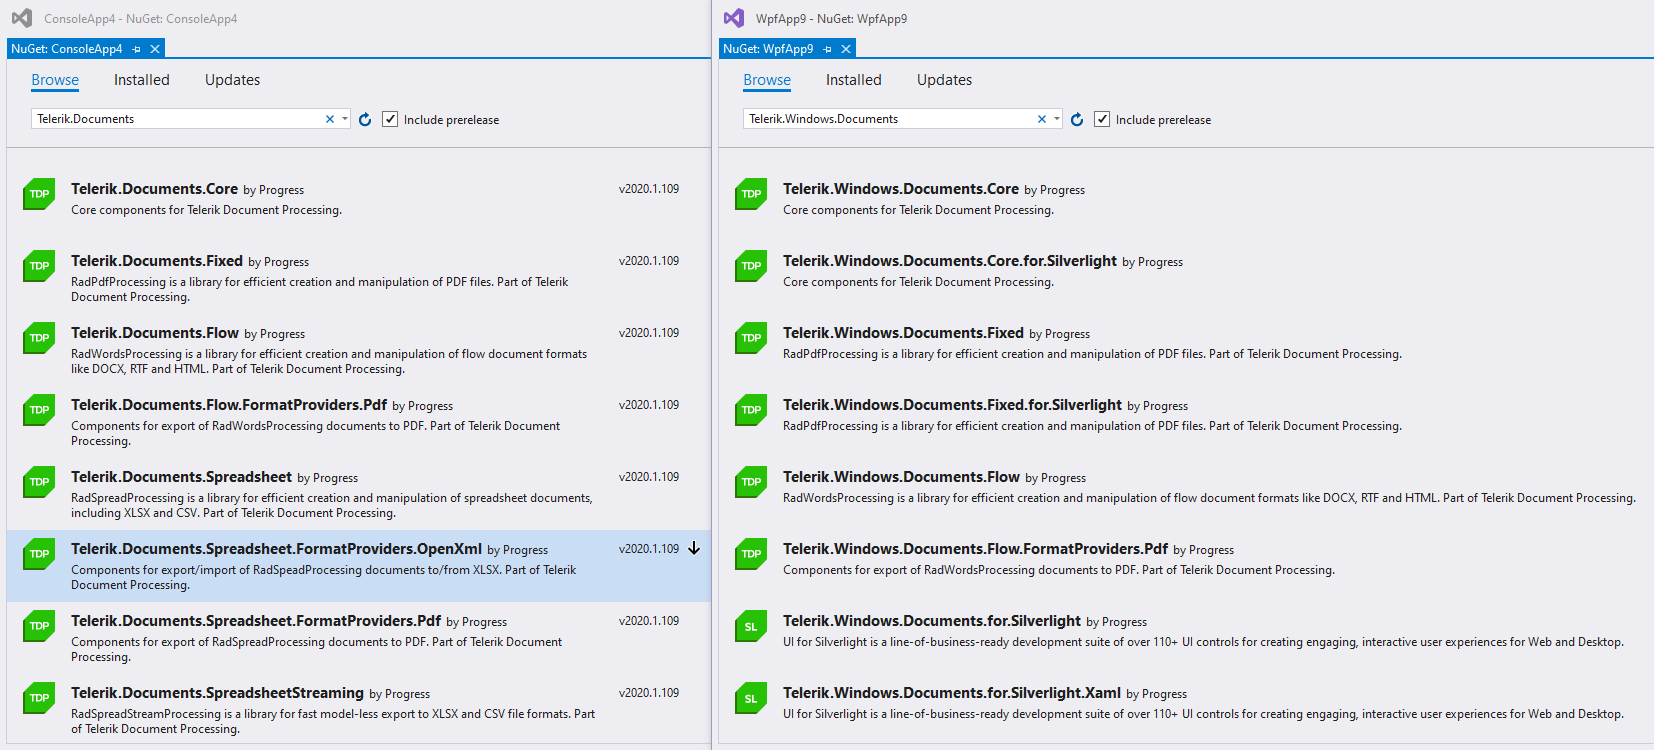 ConsoleApp4 - NuGet: ConsoleApp4
NuGet: ConsoleApp4
Browse Installed Updates
Telerik.Documents
Include prerelease
TDP Telerik.Documents.Core by Progress v2020.1.109
Core components for Telerik Document Processing.
TDP Telerik.Documents.Fixed by Progress v2020.1.109
RadPdfProcessing is a library for efficient creation and manipulation of PDF files. Part of Telerik
Document Processing.
TDP Telerik.Documents.Flow by Progress v2020.1.109
RadWordsProcessing is a library for efficient creation and manipulation of flow document formats
like DOCX, RTF and HTML. Part of Telerik Document Processing.
TDP Telerik.Documents.Flow.FormatProviders.Pdf by Progress v2020.1.109
Components for export of RadWordsProcessing documents to PDF. Part of Telerik Document
Processing.
TDP Telerik.Documents.Spreadsheet by Progress v2020.1.109
RadSpreadProcessing is a library for efficient creation and manipulation of spreadsheet documents,
including XLSX and CSV. Part of Telerik Document Processing.
TDP Telerik.Documents.Spreadsheet.FormatProviders.OpenXml by Progress v2020.1.109
Components for export/import of RadSpeadProcessing documents to/from XLSX. Part of Telerik
Document Processing.
TDP Telerik.Documents.Spreadsheet.FormatProviders.Pdf by Progress v2020.1.109
Components for export of RadSpreadProcessing documents to PDF. Part of Telerik Document
Processing.
TDP Telerik.Documents.SpreadsheetStreaming by Progress v2020.1.109
RadSpreadStreamProcessing is a library for fast model-less export to XLSX and CSV file formats. Part
of Telerik Document Processing.
WpfApp9 - NuGet: WpfApp9
NuGet: WpfApp9
Browse Installed Updates
Telerik.Windows.Documents
Include prerelease
TDP Telerik.Windows.Documents.Core by Progress
Core components for Telerik Document Processing.
TDP Telerik.Windows.Documents.Core.for.Silverlight by Progress
Core components for Telerik Document Processing.
TDP Telerik.Windows.Documents.Fixed by Progress
RadPdfProcessing is a library for efficient creation and manipulation of PDF files. Part of Telerik Document Processing.
TDP Telerik.Windows.Documents.Fixed.for.Silverlight by Progress
RadPdfProcessing is a library for efficient creation and manipulation of PDF files. Part of Telerik Document Processing.
TDP Telerik.Windows.Documents.Flow by Progress
RadWordsProcessing is a library for efficient creation and manipulation of flow document formats like DOCX, RTF and HTML. Part of Telerik Document Processing.
TDP Telerik.Windows.Documents.Flow.FormatProviders.Pdf by Progress
Components for export of RadWordsProcessing documents to PDF. Part of Telerik Document Processing.
SL Telerik.Windows.Documents.for.Silverlight by Progress
UI for Silverlight is a line-of-business-ready development suite of over 110+ UI controls for creating engaging, interactive user experiences for Web and Desktop.
SL Telerik.Windows.Documents.for.Silverlight.Xaml by Progress
UI for Silverlight is a line-of-business-ready development suite of over 110+ UI controls for creating engaging, interactive user experiences for Web and Desktop.